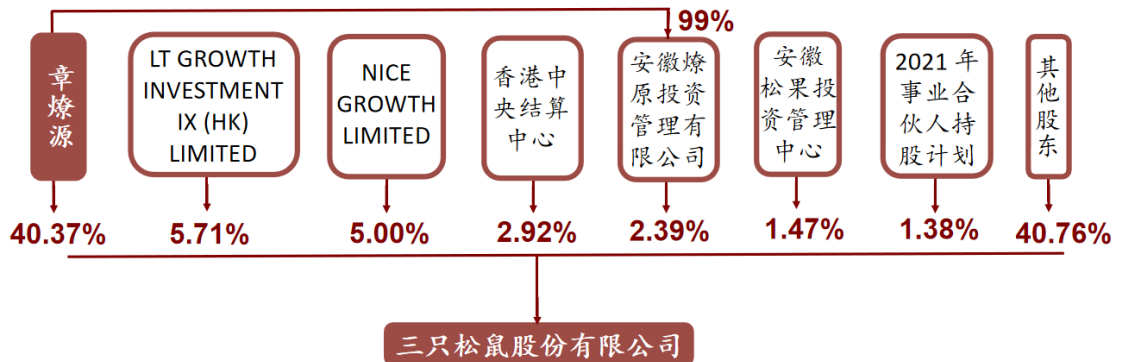 99%
章燎源
LT GROWTH
INVESTMENT
IX (HK)
LIMITED
NICE
GROWTH
LIMITED
香港中
央结算
中心
安徽燎
原投资
管理有
限公司
安徽
松果投
资管理
中心
2021 年
事业合
伙人持
股计划
其他股东
40.37%
5.71%
5.00%
2.92%
2.39%
1.47%
1.38%
40.76%
三只松鼠股份有限公司